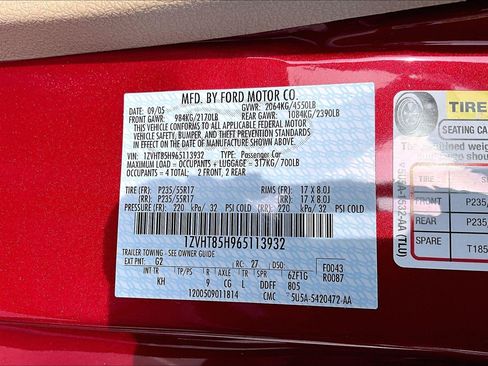 MFD. BY FORD MOTOR CO.
09/05 GVWR: 2064KG/4550LB
FRONT GAWR: REAR GAWR:
984KG/2170LB 1084KG/2390LB
THIS VEHICLE CONFORMS TO ALL APPLICABLE FEDERAL MOTOR
VEHICLE SAFETY, BUMPER, AND THEFT PREVENTION STANDARDS
IN EFFECT ON THE DATE OF MANUFACTURE SHOWN ABOVE.
VIN: 1ZVHT85H965113932 TYPE: Passenger Car
MAXIMUM LOAD = OCCUPANTS + LUGGAGE = 317KG/ 700LB
OCCUPANTS = 4 TOTAL: 2 FRONT, 2 REAR
TIRE (FR): P235/55R17 RIMS (FR): 17 X 8.0J
(RR): P235/55R17 (RR): 17 X 8.0J
PRESSURE (FR): 220 kPa/ 32 PSI COLD (RR): 220 kPa/ 32 PSI COLD
1ZVHT85H965113932
TRAILER TOWING - SEE OWNER GUIDE
EXT PNT: G2 RC: 27 DSO: F0043
INT TR TP/PS R AXLE TR SPR 6ZF1G R0087
KH 9 CG L DDFF 805
1200509011814 CMC 5U5A-5420472-AA
TIRE
SEATING CA
FRONT P235
REAR P235
SPARE T185